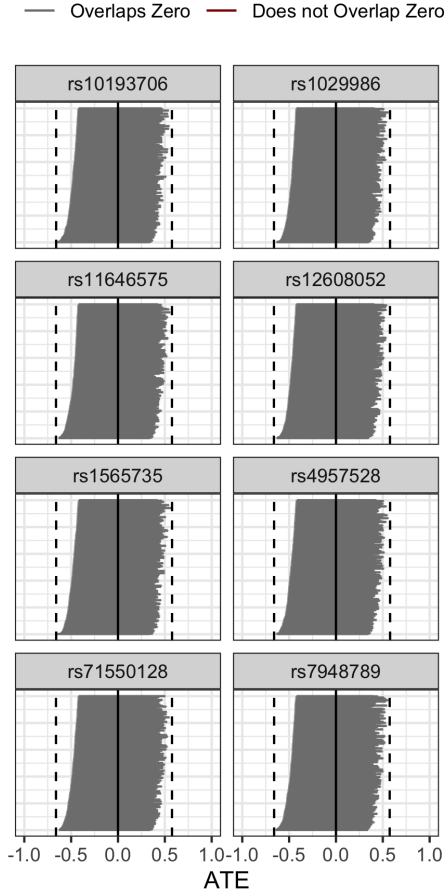 Overlaps Zero Does not Overlap Zero
rs10193706 rs1029986
rs11646575 rs12608052
rs1565735 rs4957528
rs71550128 rs7948789
-1.0 -0.5 0.0 0.5 1.0 -1.0 -0.5 0.0 0.5 1.0
ATE